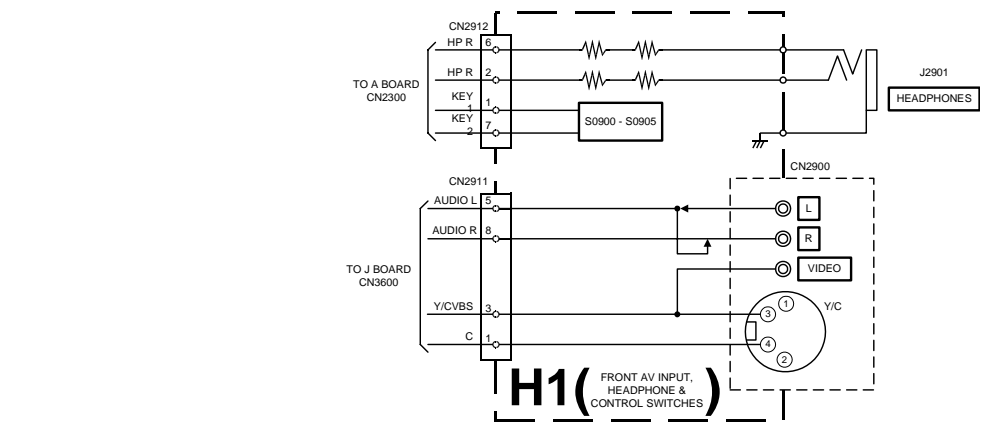 CN2912
HP R 6
HP R 2
KEY 1 1
KEY 2 7
TO A BOARD
CN2300
S0900 - S0905
J2901
HEADPHONES
CN2900
CN2911
AUDIO L 5
AUDIO R 8
TO J BOARD
CN3600
Y/CVBS 3
C 1
L
R
VIDEO
Y/C
1
3
4
2
H1 (
FRONT AV INPUT,
HEADPHONE &
CONTROL SWITCHES
)